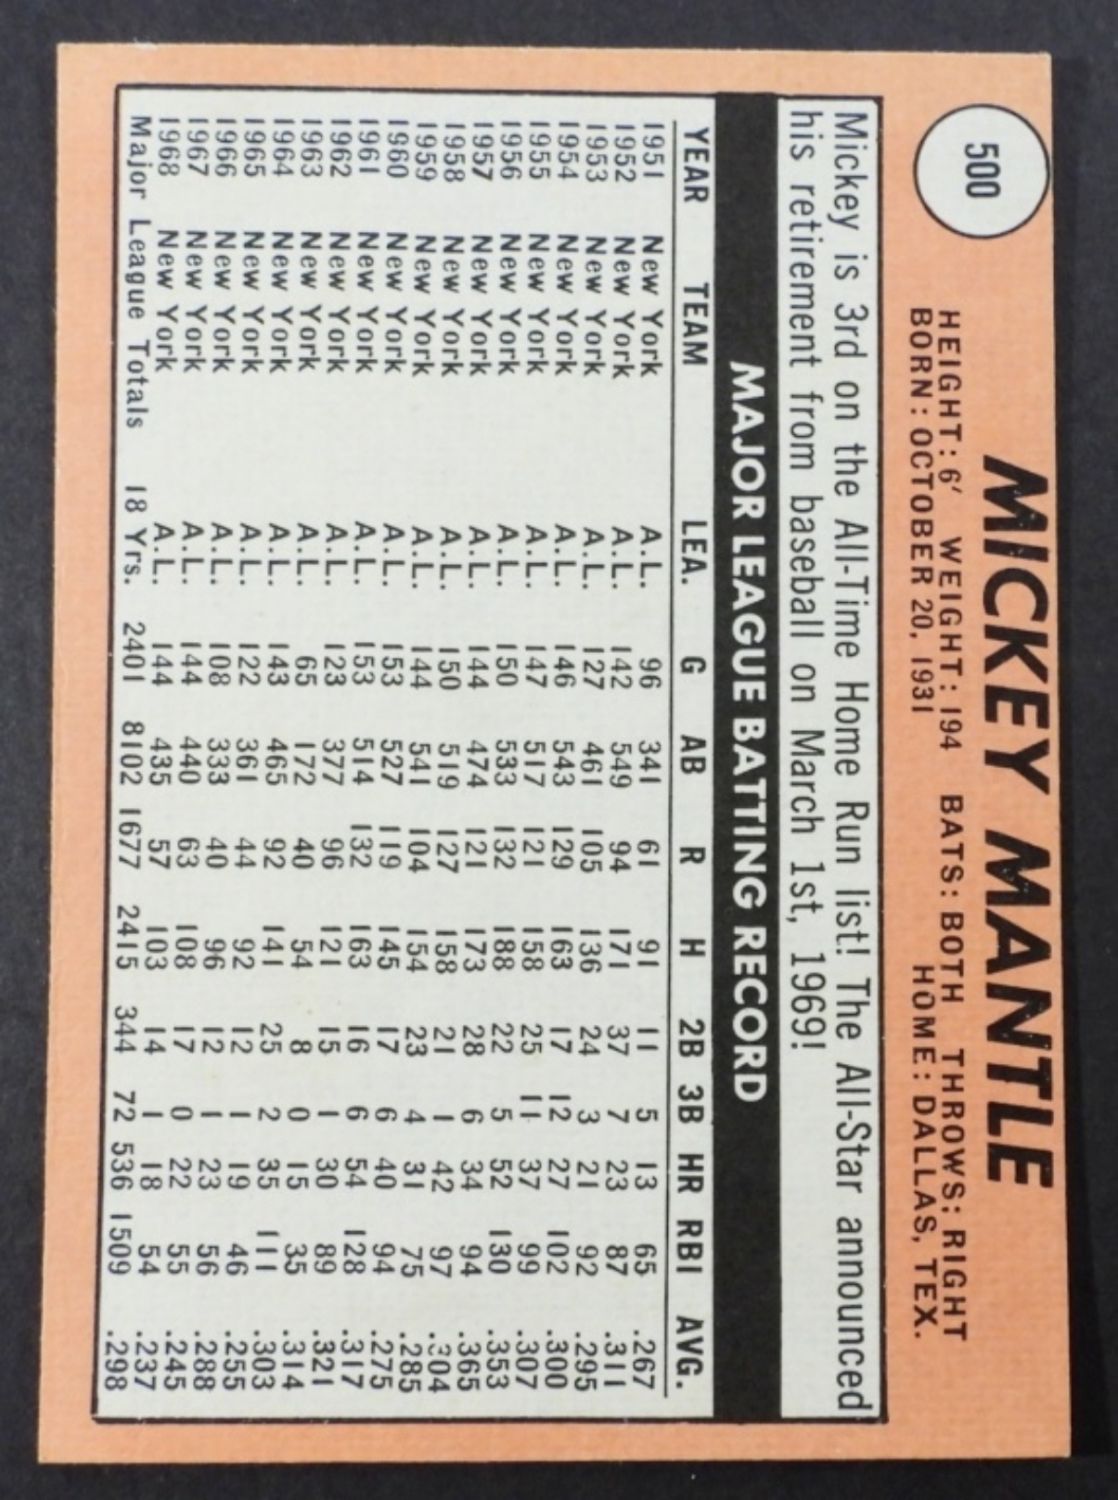 500
MICKEY MANTLE
HEIGHT: 6' WEIGHT: 194 BATS: BOTH THROWS: RIGHT
BORN: OCTOBER 20, 1931 HOME: DALLAS, TEX.
Mickey is 3rd on the All-Time Home Run list! The All-Star announced
his retirement from baseball on March 1st, 1969!
MAJOR LEAGUE BATTING RECORD
YEAR TEAM LEA. G AB R H 2B 3B HR RBI AVG.
1951 New York A.L. 96 341 61 91 11 5 13 65 .267
1952 New York A.L. 142 549 94 171 37 7 23 87 .311
1953 New York A.L. 127 461 105 136 24 3 21 92 .295
1954 New York A.L. 146 543 129 163 17 12 27 102 .300
1955 New York A.L. 147 517 121 158 25 11 37 99 .307
1956 New York A.L. 150 533 132 188 22 5 52 130 .353
1957 New York A.L. 144 474 121 173 28 6 34 94 .365
1958 New York A.L. 150 519 127 158 21 1 42 97 .304
1959 New York A.L. 144 541 104 154 23 4 31 75 .285
1960 New York A.L. 153 527 119 145 17 6 40 94 .275
1961 New York A.L. 153 514 132 163 16 6 54 128 .317
1962 New York A.L. 123 377 96 121 15 1 30 89 .321
1963 New York A.L. 65 172 40 54 8 0 15 35 .314
1964 New York A.L. 143 465 92 141 25 2 35 111 .303
1965 New York A.L. 122 361 44 92 12 1 19 46 .255
1966 New York A.L. 108 333 40 96 12 1 23 56 .288
1967 New York A.L. 144 440 63 108 17 0 22 55 .245
1968 New York A.L. 144 435 57 103 14 1 18 54 .237
Major League Totals 18 Yrs. 2401 8102 1677 2415 344 72 536 1509 .298